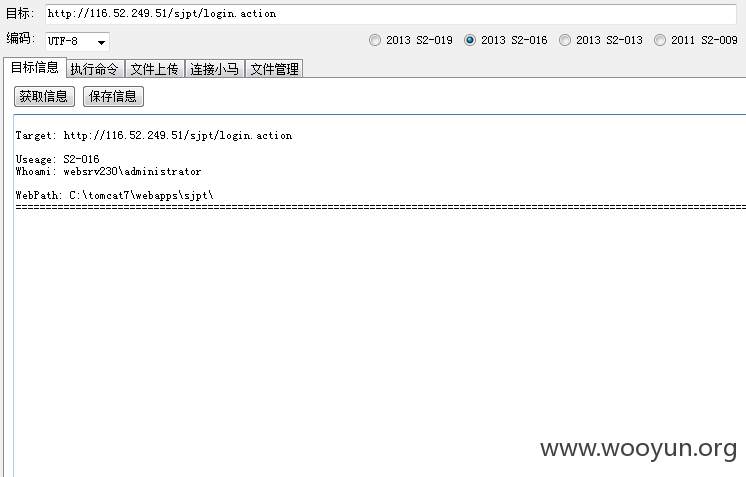 目标: http://116.52.249.51/sjpt/login.action
编码: UTF-8 2013 S2-019 2013 S2-016 2013 S2-013 2011 S2-009
目标信息 执行命令 文件上传 连接小马 文件管理
获取信息 保存信息
Target: http://116.52.249.51/sjpt/login.action
Useage: S2-016
Whoami: websrv230\administrator
WebPath: C:\tomcat7\webapps\sjpt\
www.wooyun.org